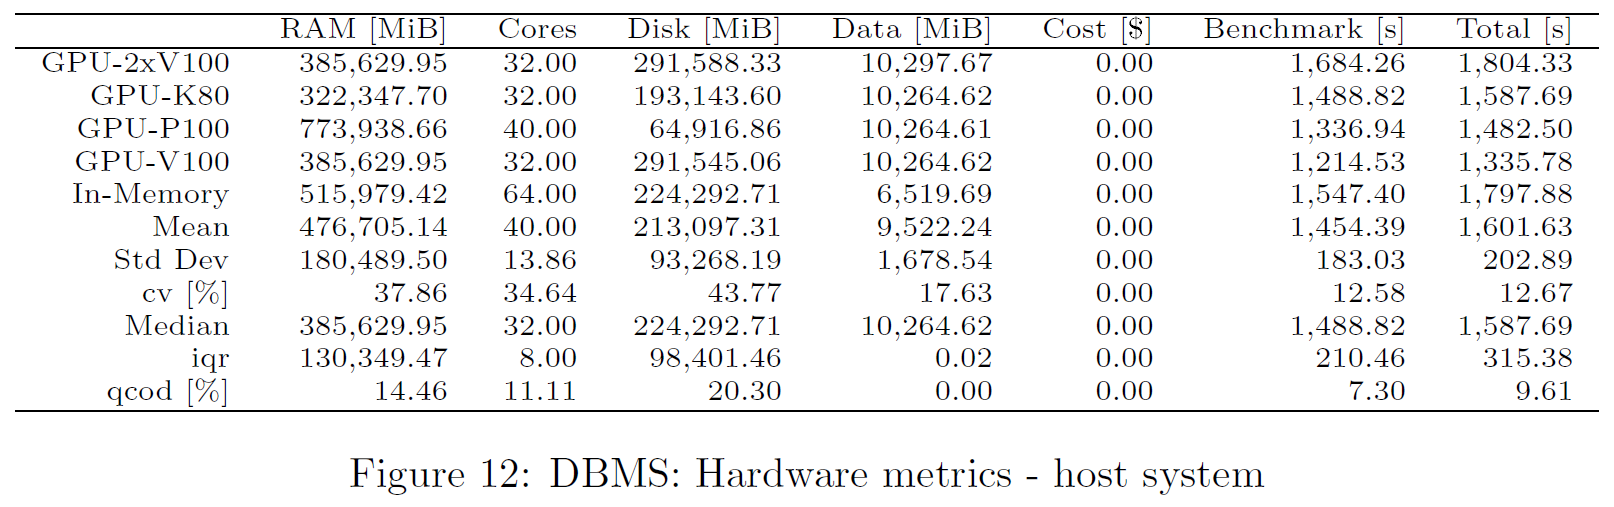 RAM [MiB] Cores Disk [MiB] Data [MiB] Cost [$] Benchmark [s] Total [s]
GPU-2xV100 385,629.95 32.00 291,588.33 10,297.67 0.00 1,684.26 1,804.33
GPU-K80 322,347.70 32.00 193,143.60 10,264.62 0.00 1,488.82 1,587.69
GPU-P100 773,938.66 40.00 64,916.86 10,264.61 0.00 1,336.94 1,482.50
GPU-V100 385,629.95 32.00 291,545.06 10,264.62 0.00 1,214.53 1,335.78
In-Memory 515,979.42 64.00 224,292.71 6,519.69 0.00 1,547.40 1,797.88
Mean 476,705.14 40.00 213,097.31 9,522.24 0.00 1,454.39 1,601.63
Std Dev 180,489.50 13.86 93,268.19 1,678.54 0.00 183.03 202.89
cv [%] 37.86 34.64 43.77 17.63 0.00 12.58 12.67
Median 385,629.95 32.00 224,292.71 10,264.62 0.00 1,488.82 1,587.69
iqr 130,349.47 8.00 98,401.46 0.02 0.00 210.46 315.38
qcod [%] 14.46 11.11 20.30 0.00 0.00 7.30 9.61
Figure 12: DBMS: Hardware metrics - host system